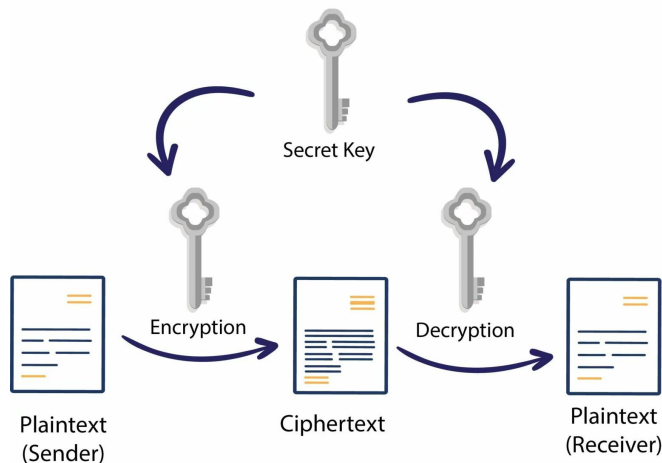 Secret Key
Encryption
Decryption
Plaintext
(Sender)
Ciphertext
Plaintext
(Receiver)